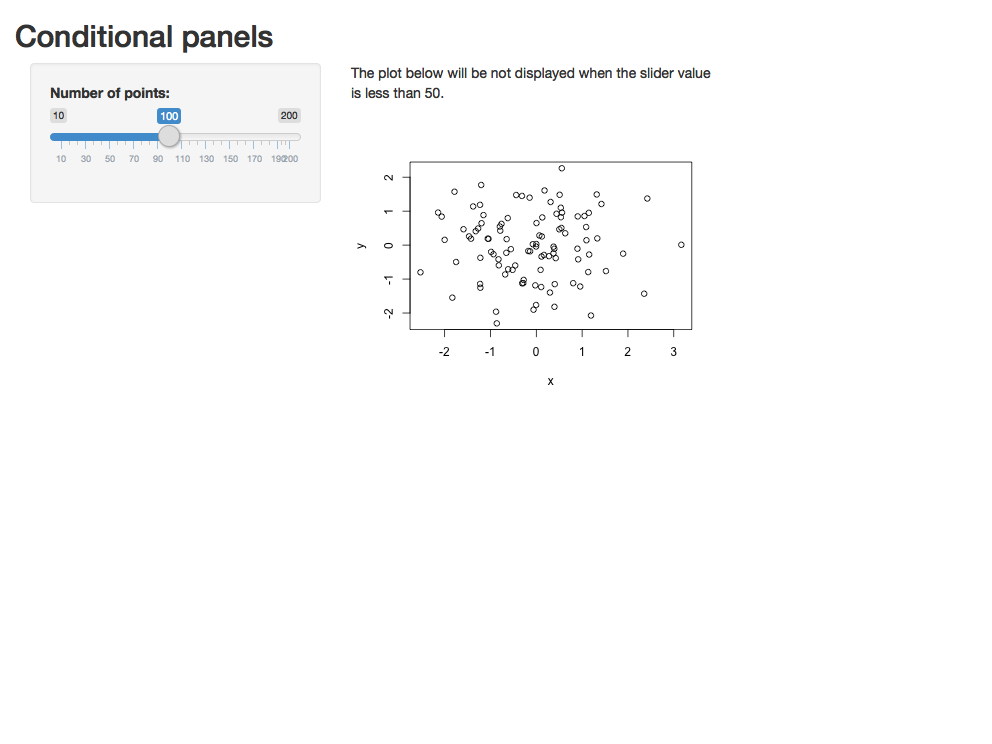 Conditional panels
Number of points:
10 100 200
10 30 50 70 90 110 130 150 170 190200
The plot below will be not displayed when the slider value
is less than 50.
2
1
0
-1
-2
y
-2 -1 0 1 2 3
x